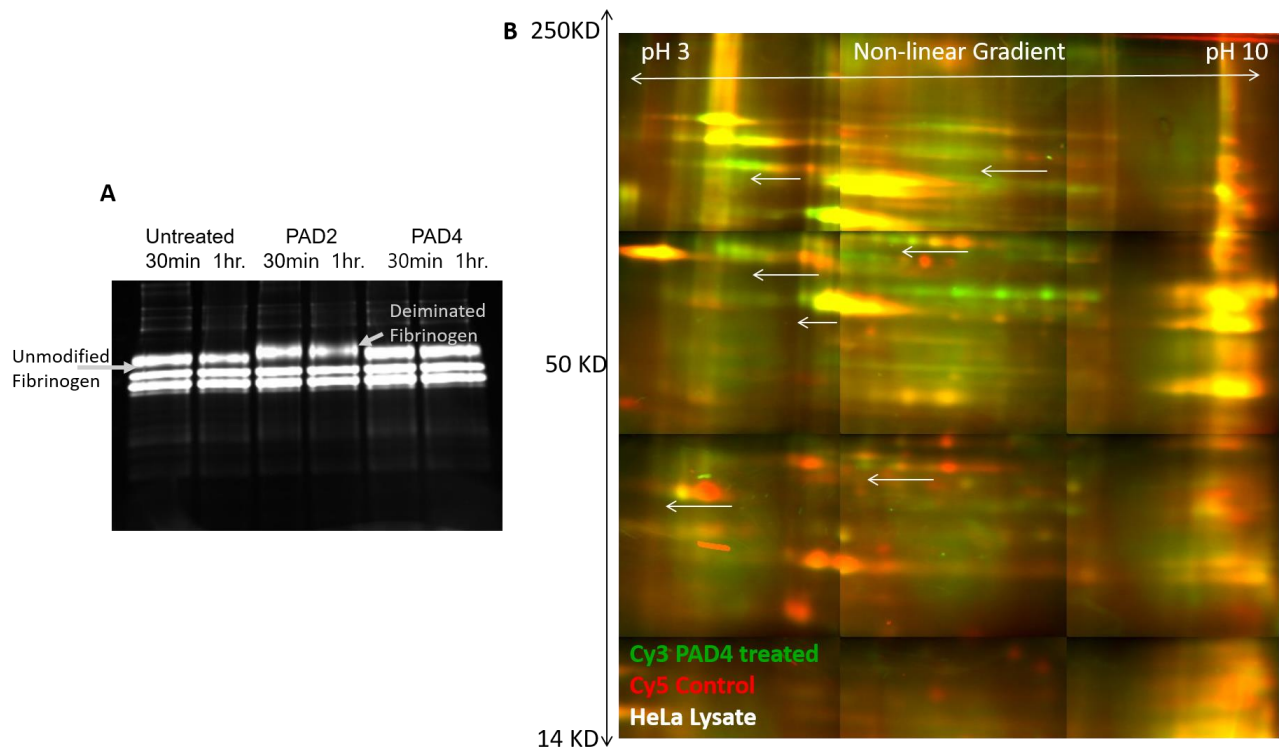 A
Untreated PAD2 PAD4
30min 1hr. 30min 1hr. 30min 1hr.
Deiminated
Fibrinogen
Unmodified
Fibrinogen
B 250KD
pH 3 Non-linear Gradient pH 10
50 KD
Cy3 PAD4 treated
Cy5 Control
HeLa Lysate
14 KD